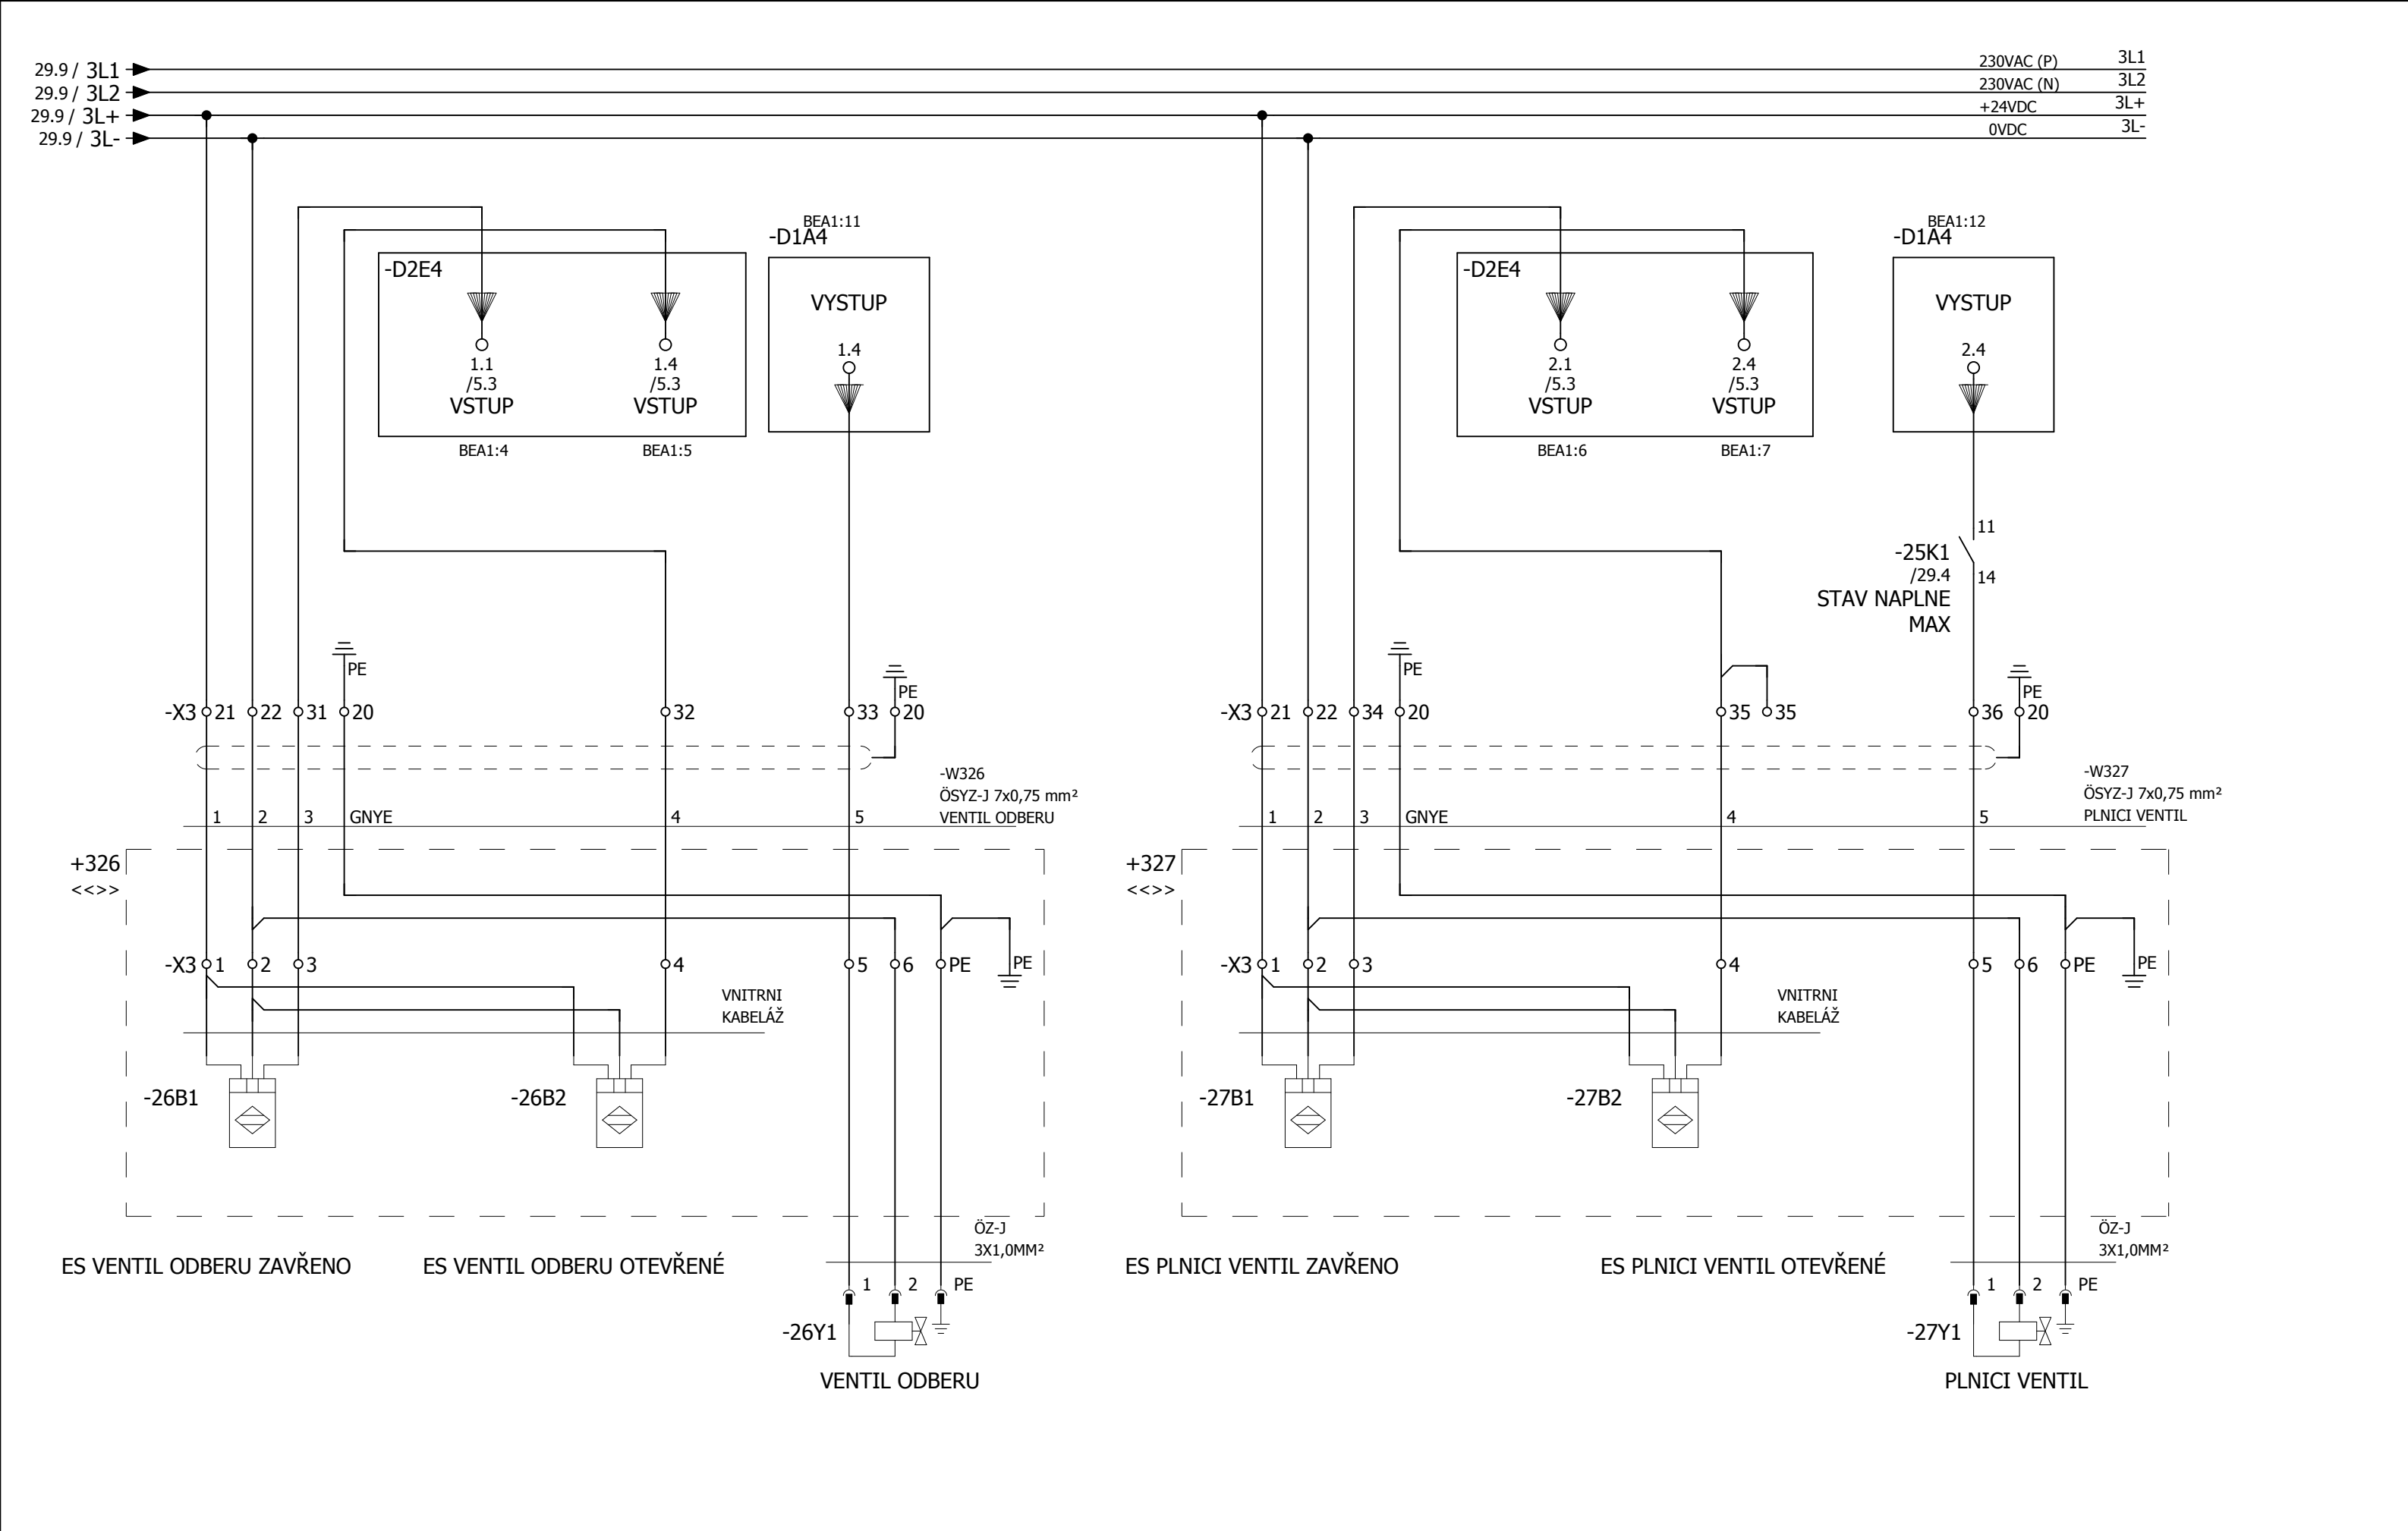 29.9 / 3L1
230VAC (P)
3L1
29.9 / 3L2
230VAC (N)
3L2
29.9 / 3L+
+24VDC
3L+
29.9 / 3L-
0VDC
3L-
BEA1:11
-D1A4
-D2E4
VYSTUP
1.4
1.1
/5.3
VSTUP
1.4
/5.3
VSTUP
BEA1:4
BEA1:5
BEA1:12
-D1A4
-D2E4
VYSTUP
2.4
2.1
/5.3
VSTUP
2.4
/5.3
VSTUP
BEA1:6
BEA1:7
11
-25K1
/29.4
14
STAV NAPLNE
MAX
PE
PE
-X3 21 22 31 20 32 33 20
PE
PE
-X3 21 22 34 20 35 35 36 20
-W326
ÖSYZ-J 7x0,75 mm²
VENTIL ODBERU
1 2 3 GNYE 4 5
-W327
ÖSYZ-J 7x0,75 mm²
PLNICI VENTIL
1 2 3 GNYE 4 5
+326
<<>>
-X3 1 2 3 4 5 6 PE PE
VNITRNI
KABELÁŽ
-26B1
-26B2
+327
<<>>
-X3 1 2 3 4 5 6 PE PE
VNITRNI
KABELÁŽ
-27B1
-27B2
ÖZ-J
3X1,0MM²
ES VENTIL ODBERU ZAVŘENO
ES VENTIL ODBERU OTEVŘENÉ
1 2 PE
-26Y1
VENTIL ODBERU
ÖZ-J
3X1,0MM²
ES PLNICI VENTIL ZAVŘENO
ES PLNICI VENTIL OTEVŘENÉ
1 2 PE
-27Y1
PLNICI VENTIL